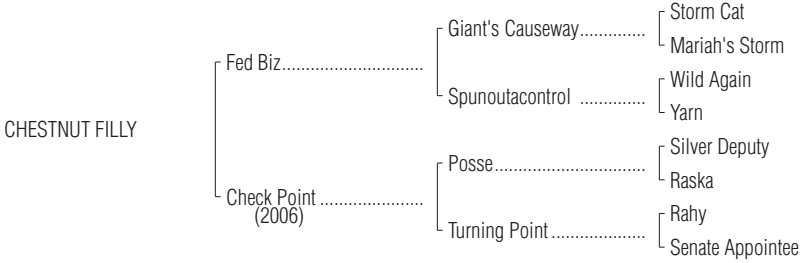 Storm Cat
Giant's Causeway..............
Mariah's Storm
Fed Biz..............................
Wild Again
Spunoutacontrol ..............
Yarn
CHESTNUT FILLY
Silver Deputy
Posse................................
Raska
Check Point ......................
(2006)
Rahy
Turning Point ....................
Senate Appointee